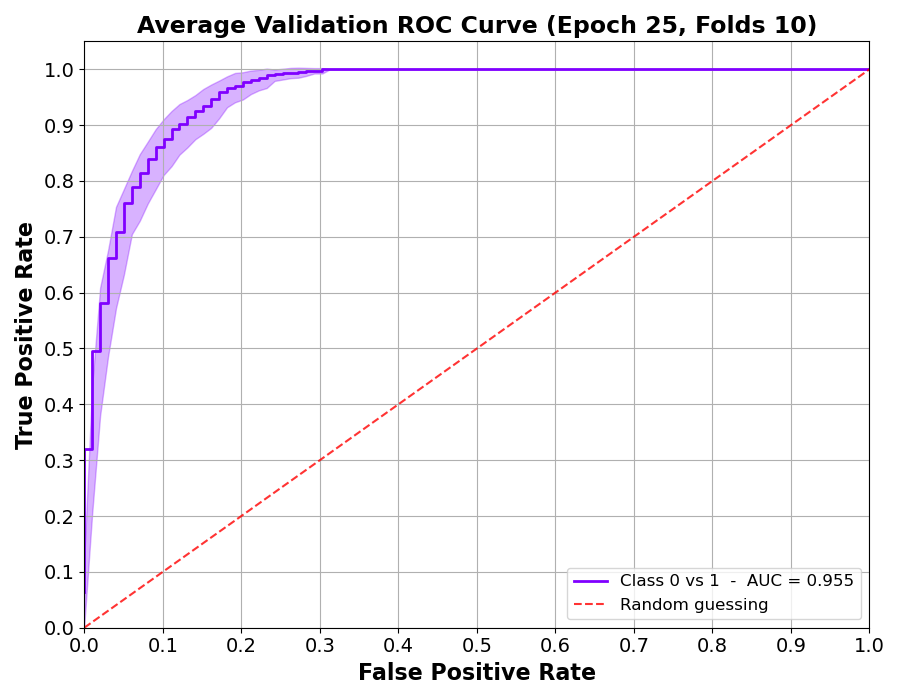 Average Validation ROC Curve (Epoch 25, Folds 10)
True Positive Rate
1.0
0.9
0.8
0.7
0.6
0.5
0.4
0.3
0.2
0.1
0.0
Class 0 vs 1 - AUC = 0.955
Random guessing
0.0 0.1 0.2 0.3 0.4 0.5 0.6 0.7 0.8 0.9 1.0
False Positive Rate